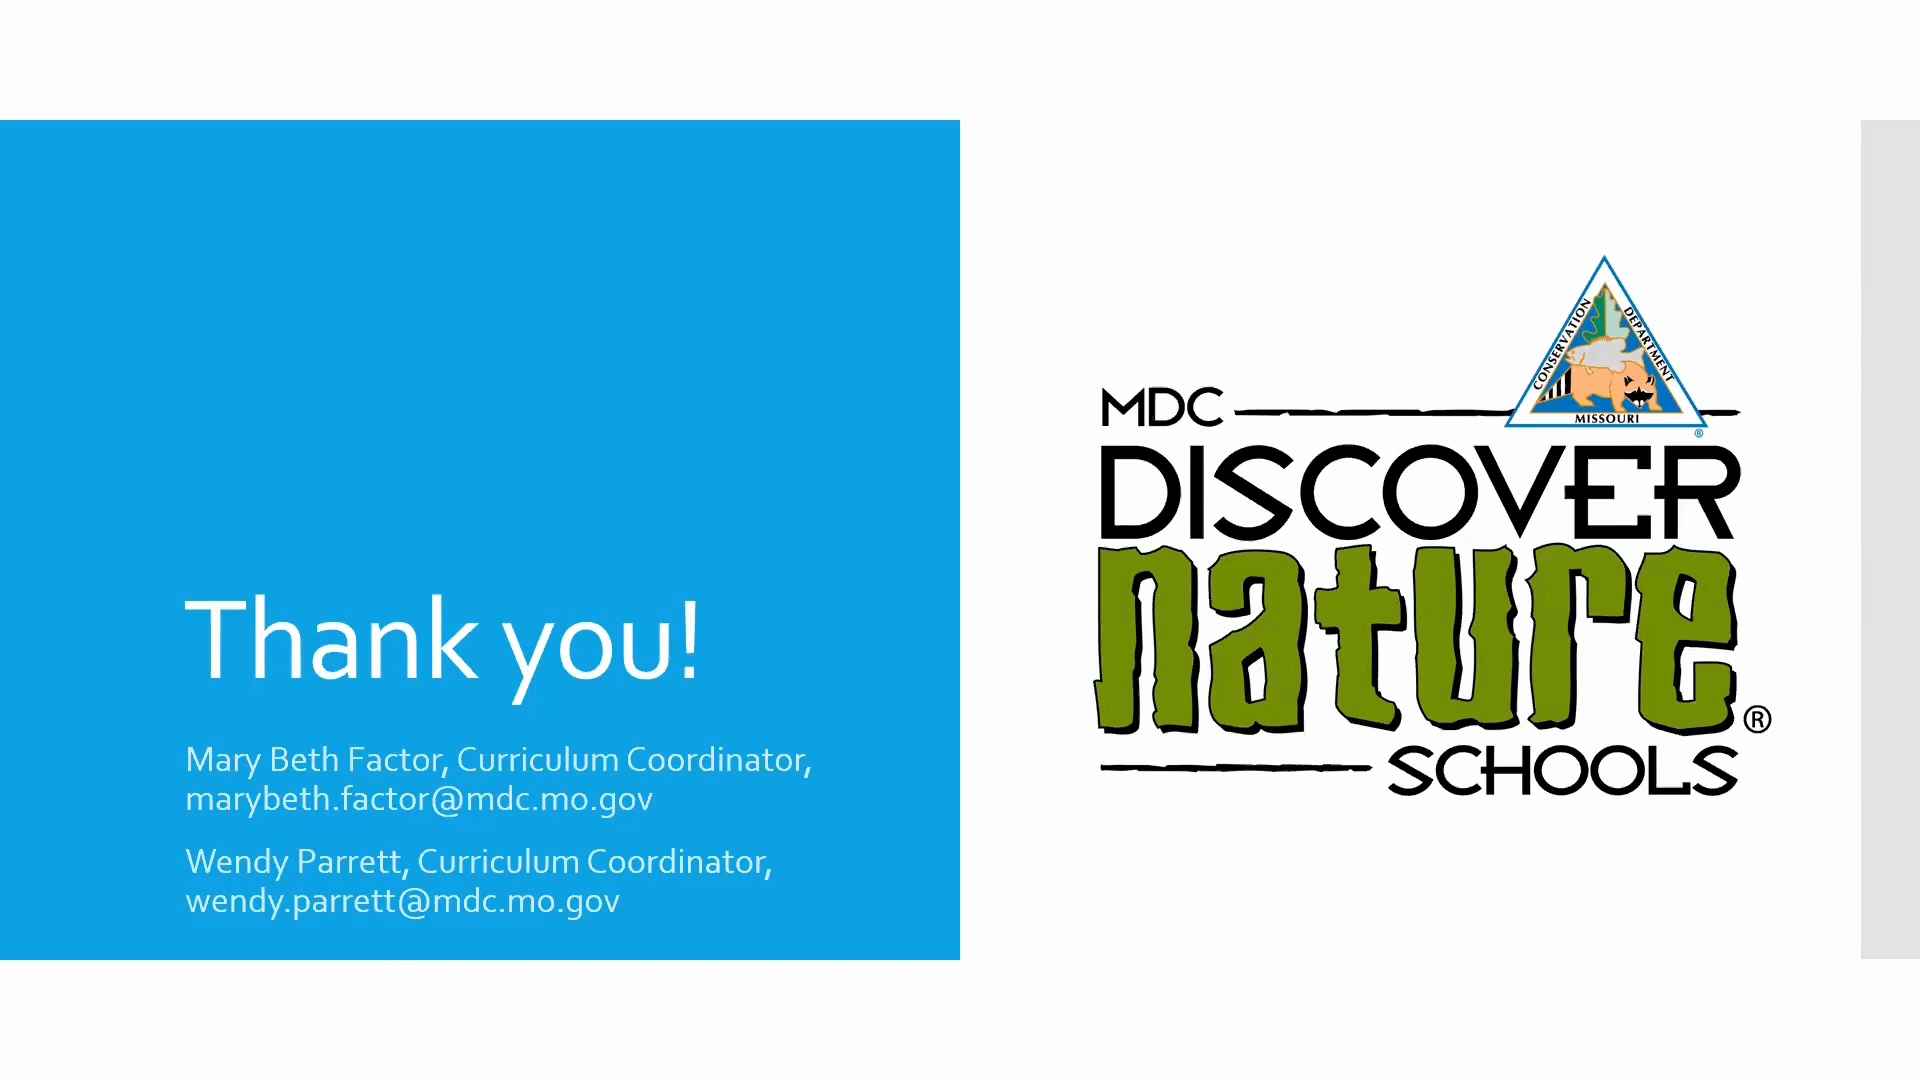 Thank you!
Mary Beth Factor, Curriculum Coordinator,
marybeth.factor@mdc.mo.gov
Wendy Parrett, Curriculum Coordinator,
wendy.parrett@mdc.mo.gov
CONSERVATION
DEPARTMENT
MISSOURI
®
MDC
DISCOVER
nature®
SCHOOLS